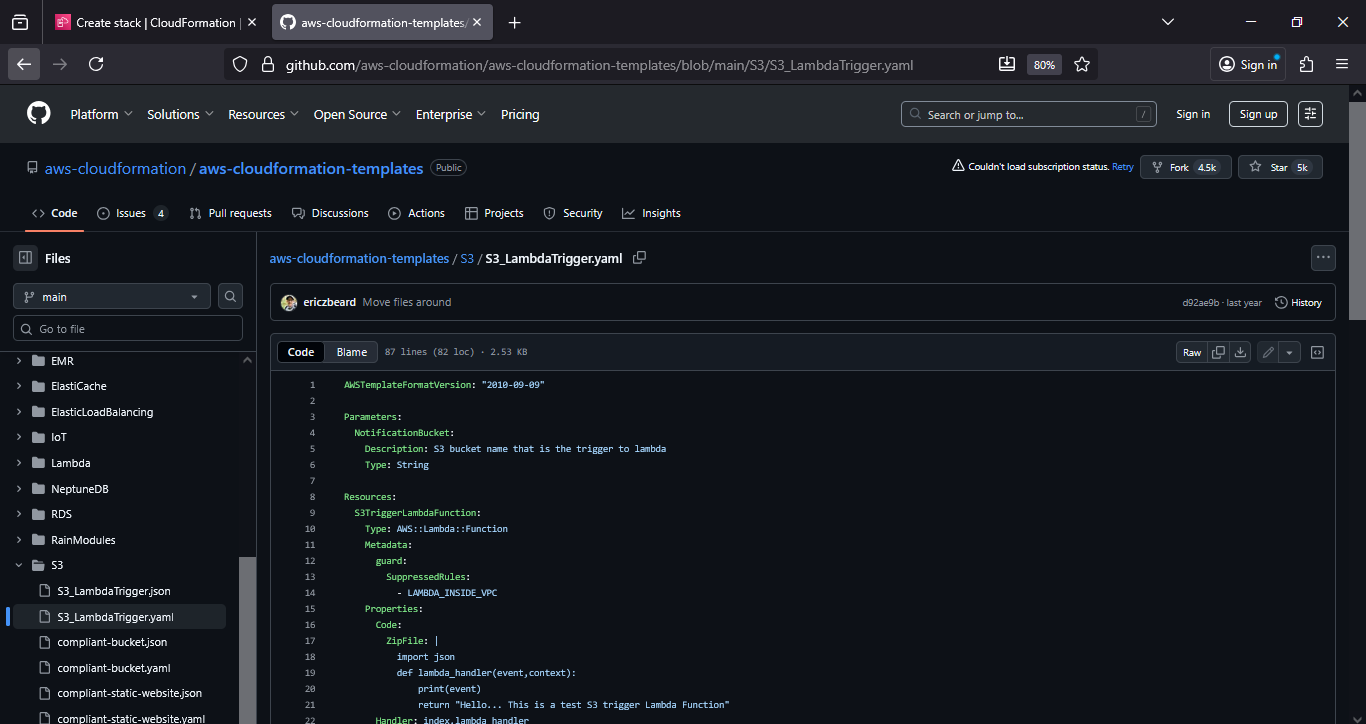 Create stack | CloudFormation |
aws-cloudformation-templates/
github.com/aws-cloudformation/aws-cloudformation-templates/blob/main/S3/S3_LambdaTrigger.yaml
80%
Sign in
Platform
Solutions
Resources
Open Source
Enterprise
Pricing
Search or jump to...
/
Sign in
Sign up
aws-cloudformation / aws-cloudformation-templates
Public
Couldn't load subscription status. Retry
Fork 4.5k
Star 5k
Code
Issues 4
Pull requests
Discussions
Actions
Projects
Security
Insights
Files
main
Go to file
EMR
ElastiCache
ElasticLoadBalancing
IoT
Lambda
NeptuneDB
RDS
RainModules
S3
S3_LambdaTrigger.json
S3_LambdaTrigger.yaml
compliant-bucket.json
compliant-bucket.yaml
compliant-static-website.json
compliant-static-website.yaml
aws-cloudformation-templates / S3 / S3_LambdaTrigger.yaml
ericzbeard Move files around
d92ae9b · last year
History
Code
Blame
87 lines (82 loc) · 2.53 KB
Raw
1 AWSTemplateFormatVersion: "2010-09-09"
2
3 Parameters:
4 NotificationBucket:
5 Description: S3 bucket name that is the trigger to lambda
6 Type: String
7
8 Resources:
9 S3TriggerLambdaFunction:
10 Type: AWS::Lambda::Function
11 Metadata:
12 guard:
13 SuppressedRules:
14 - LAMBDA_INSIDE_VPC
15 Properties:
16 Code:
17 ZipFile: |
18 import json
19 def lambda_handler(event,context):
20 print(event)
21 return "Hello... This is a test S3 trigger Lambda Function"
22 Handler: index.lambda_handler